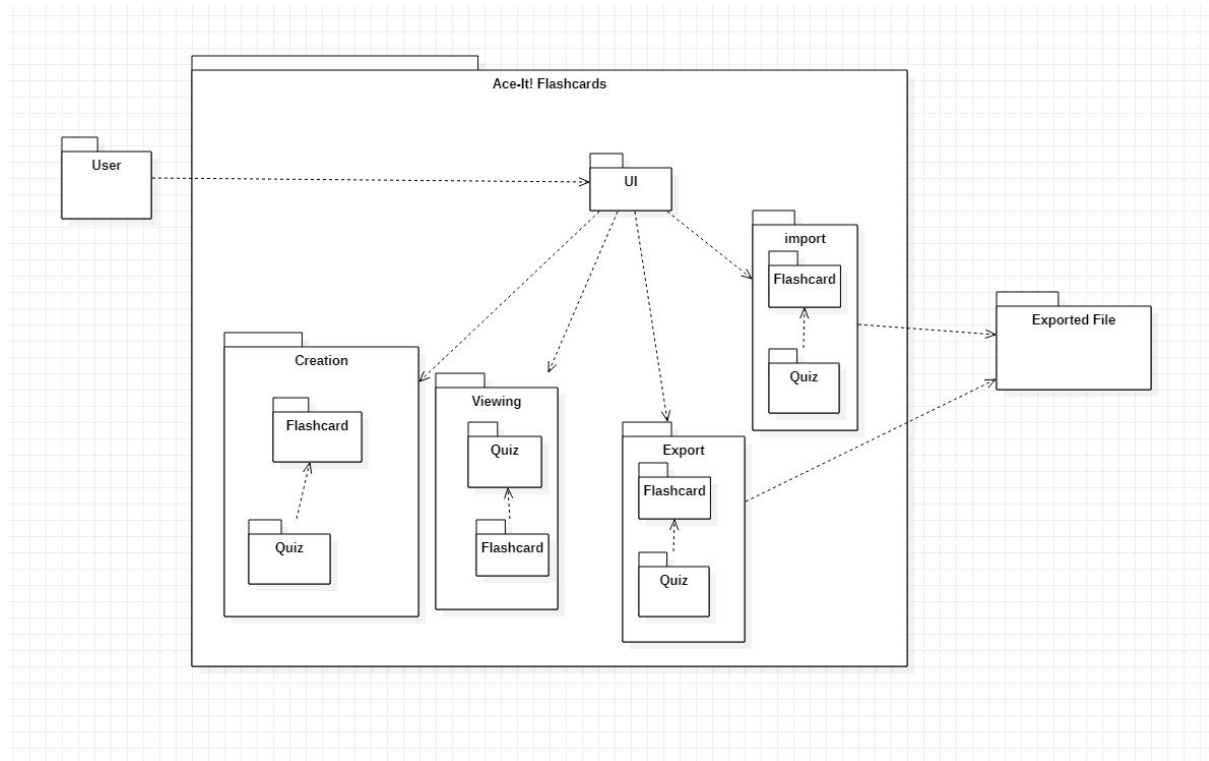 Ace-It! Flashcards
User
UI
import
Flashcard
Quiz
Exported File
Creation
Flashcard
Quiz
Viewing
Quiz
Flashcard
Export
Flashcard
Quiz